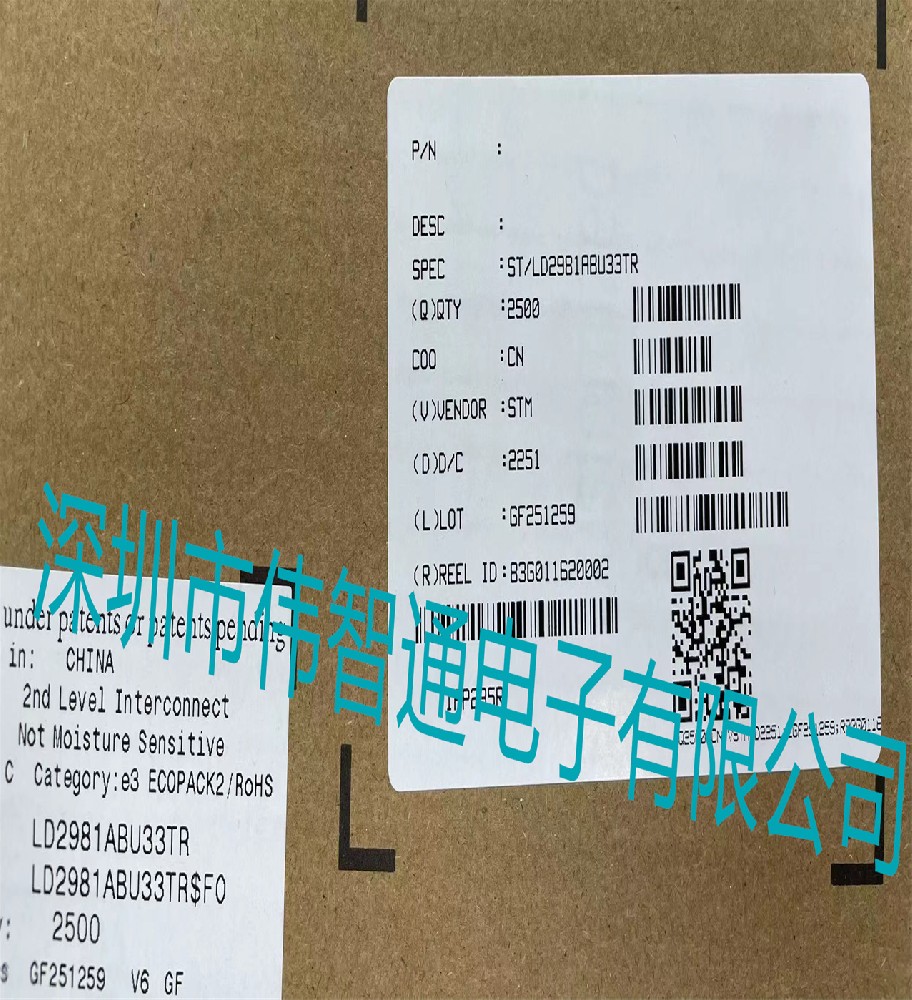 P/N :
DESC :
SPEC :ST/LD2981ABU33TR
(Q)QTY :2500
COO :CN
(V)VENDOR :STM
(D)D/C :2251
(L)LOT :GF251259
(R)REEL ID:B3G011620002
深圳市伟智通电子有限公司
under patents or patents pending
in: CHINA
2nd Level Interconnect
Not Moisture Sensitive
C Category:e3 ECOPACK2/RoHS
LD2981ABU33TR
LD2981ABU33TR$F0
y: 2500
s GF251259 V6 GF